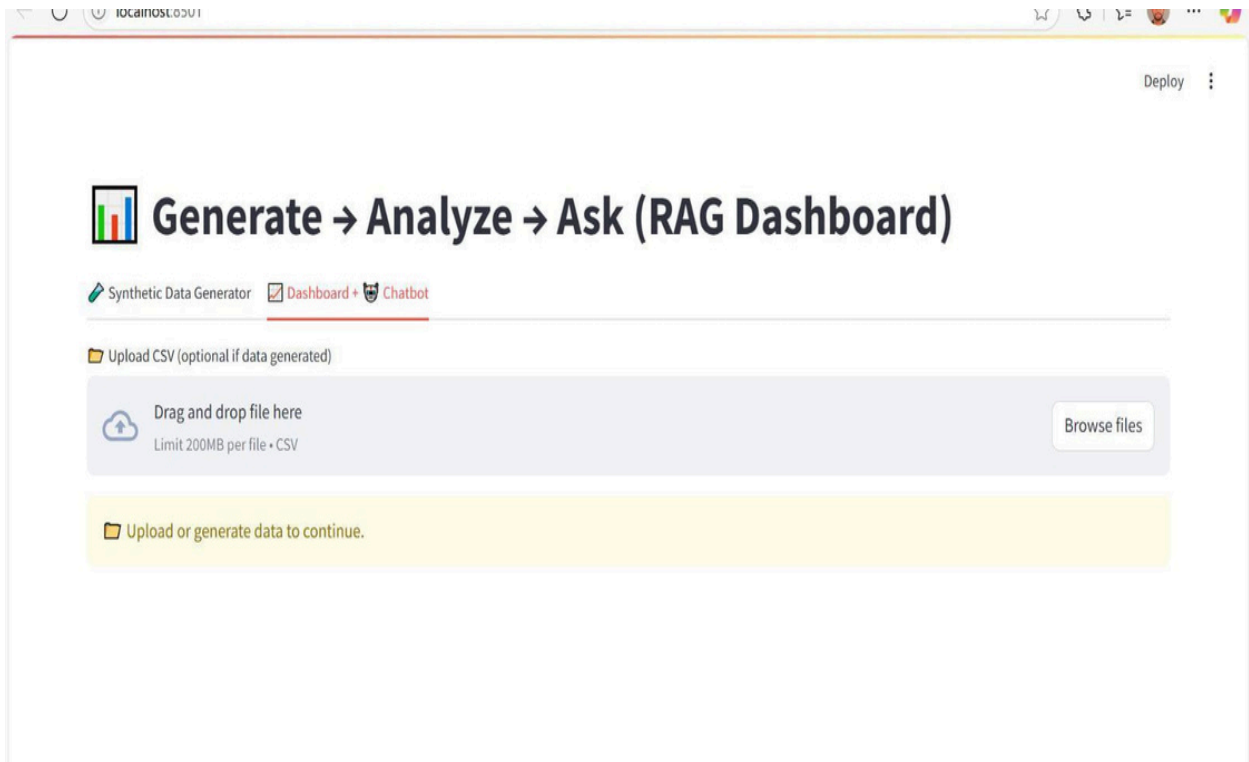 localhost:8501
Deploy
Generate → Analyze → Ask (RAG Dashboard)
Synthetic Data Generator
Dashboard + Chatbot
Upload CSV (optional if data generated)
Drag and drop file here
Limit 200MB per file • CSV
Browse files
Upload or generate data to continue.